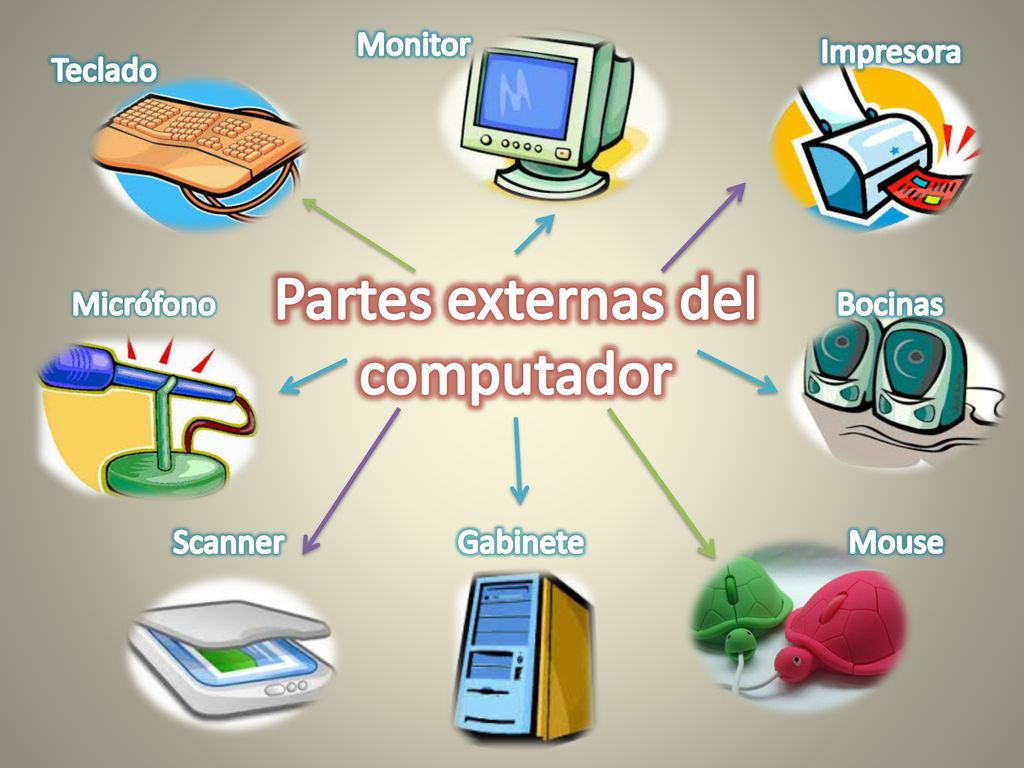 Teclado
Monitor
Impresora
Micrófono
Partes externas del
computador
Bocinas
Scanner
Gabinete
Mouse